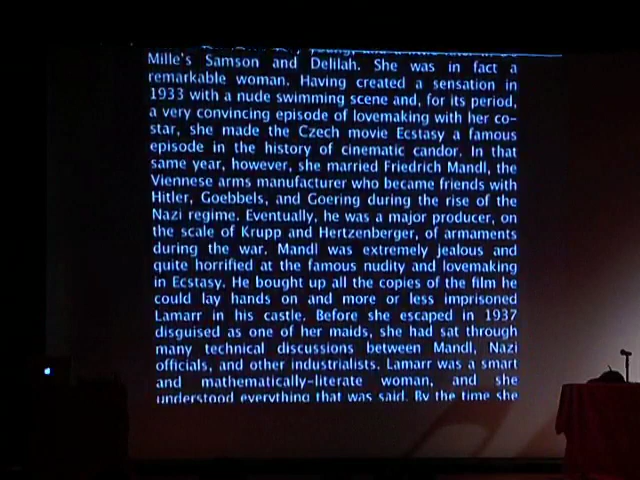 Mille's Samson and Delilah. She was in fact a
remarkable woman. Having created a sensation in
1933 with a nude swimming scene and, for its period,
a very convincing episode of lovemaking with her co-
star, she made the Czech movie Ecstasy a famous
episode in the history of cinematic candor. In that
same year, however, she married Friedrich Mandl, the
Viennese arms manufacturer who became friends with
Hitler, Goebbels, and Goering during the rise of the
Nazi regime. Eventually, he was a major producer, on
the scale of Krupp and Hertzenberger, of armaments
during the war. Mandl was extremely jealous and
quite horrified at the famous nudity and lovemaking
in Ecstasy. He bought up all the copies of the film he
could lay hands on and more or less imprisoned
Lamarr in his castle. Before she escaped in 1937
disguised as one of her maids, she had sat through
many technical discussions between Mandl, Nazi
officials, and other industrialists. Lamarr was a smart
and mathematically-literate woman, and she
understood everything that was said. By the time she